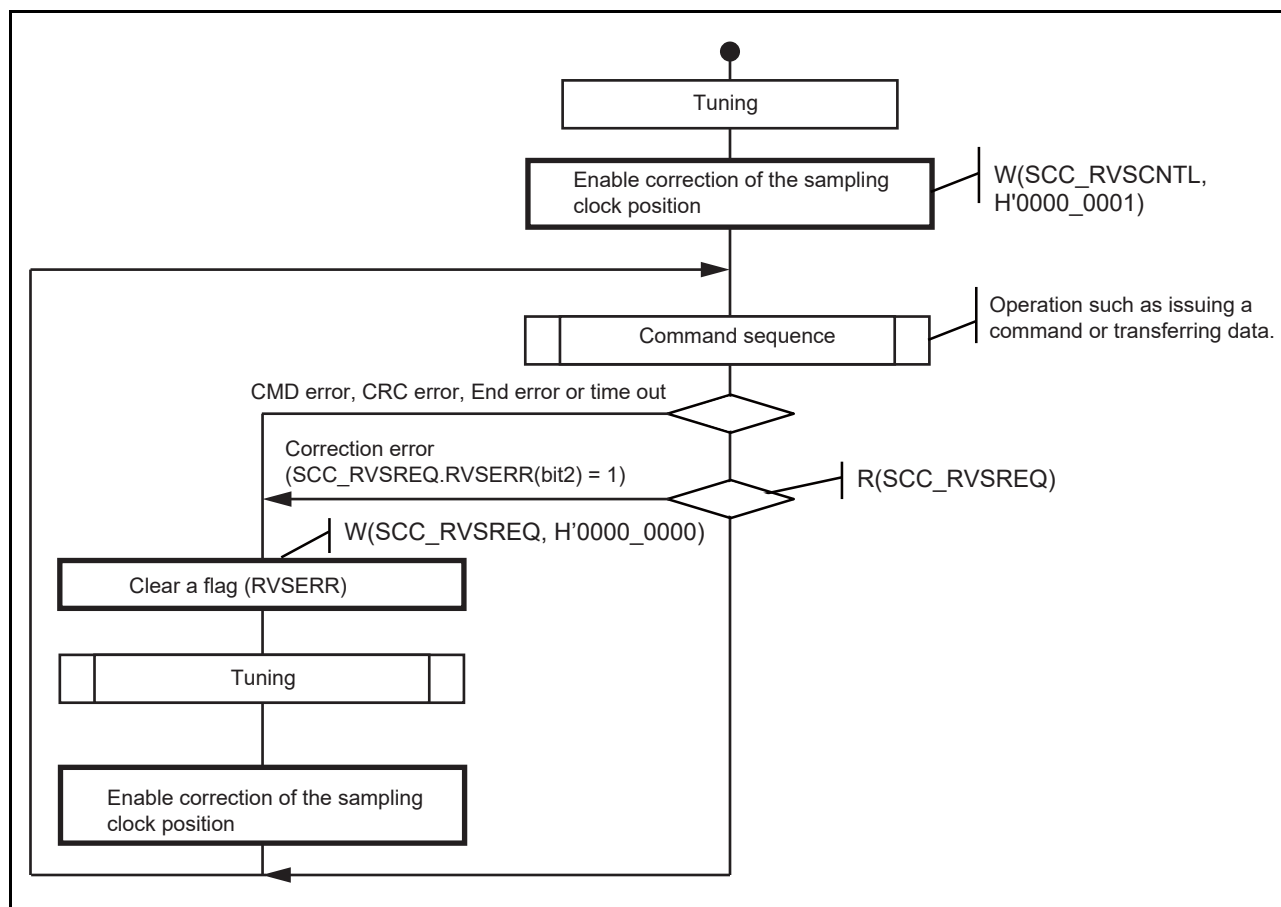 Tuning
Enable correction of the sampling
clock position
W(SCC_RVSCNTL,
H'0000_0001)
Command sequence
Operation such as issuing a
command or transferring data.
CMD error, CRC error, End error or time out
Correction error
(SCC_RVSREQ.RVSERR(bit2) = 1)
R(SCC_RVSREQ)
W(SCC_RVSREQ, H’0000_0000)
Clear a flag (RVSERR)
Tuning
Enable correction of the sampling
clock position